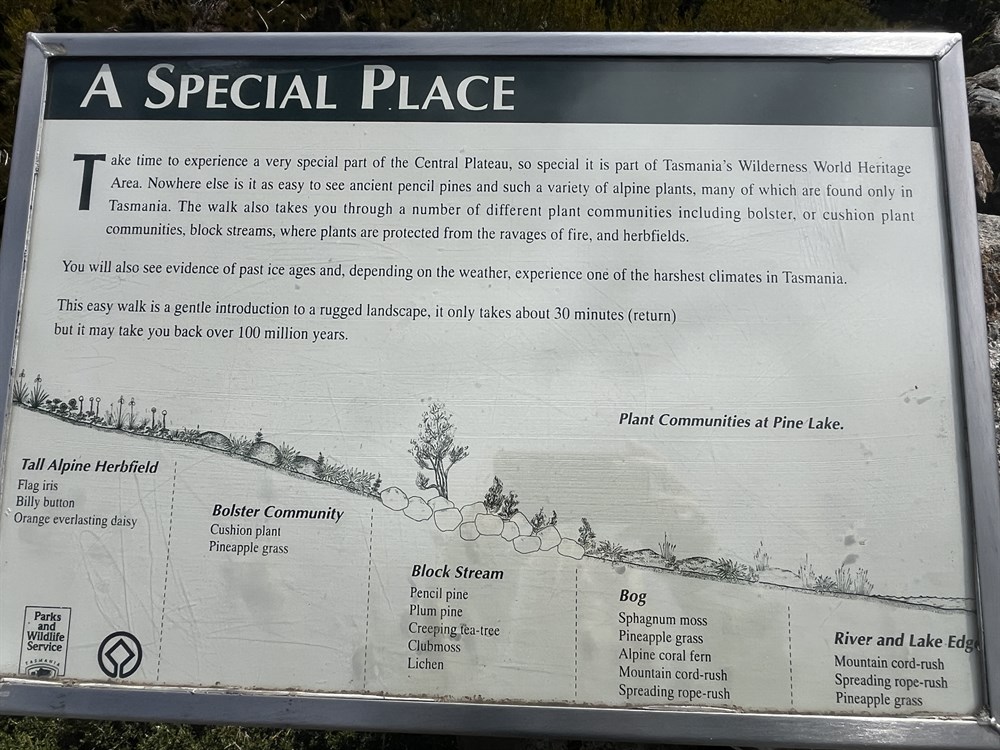 A SPECIAL PLACE
Take time to experience a very special part of the Central Plateau, so special it is part of Tasmania's Wilderness World Heritage
Area. Nowhere else is it as easy to see ancient pencil pines and such a variety of alpine plants, many of which are found only in
Tasmania. The walk also takes you through a number of different plant communities including bolster, or cushion plant
communities, block streams, where plants are protected from the ravages of fire, and herbfields.
You will also see evidence of past ice ages and, depending on the weather, experience one of the harshest climates in Tasmania.
This easy walk is a gentle introduction to a rugged landscape, it only takes about 30 minutes (return)
but it may take you back over 100 million years.
Plant Communities at Pine Lake.
Tall Alpine Herbfield
Flag iris
Billy button
Orange everlasting daisy
Bolster Community
Cushion plant
Pineapple grass
Block Stream
Pencil pine
Plum pine
Creeping tea-tree
Clubmoss
Lichen
Bog
Sphagnum moss
Pineapple grass
Alpine coral fern
Mountain cord-rush
Spreading rope-rush
River and Lake Edge
Mountain cord-rush
Spreading rope-rush
Pineapple grass
Parks
and
Wildlife
Service
TASMANIA